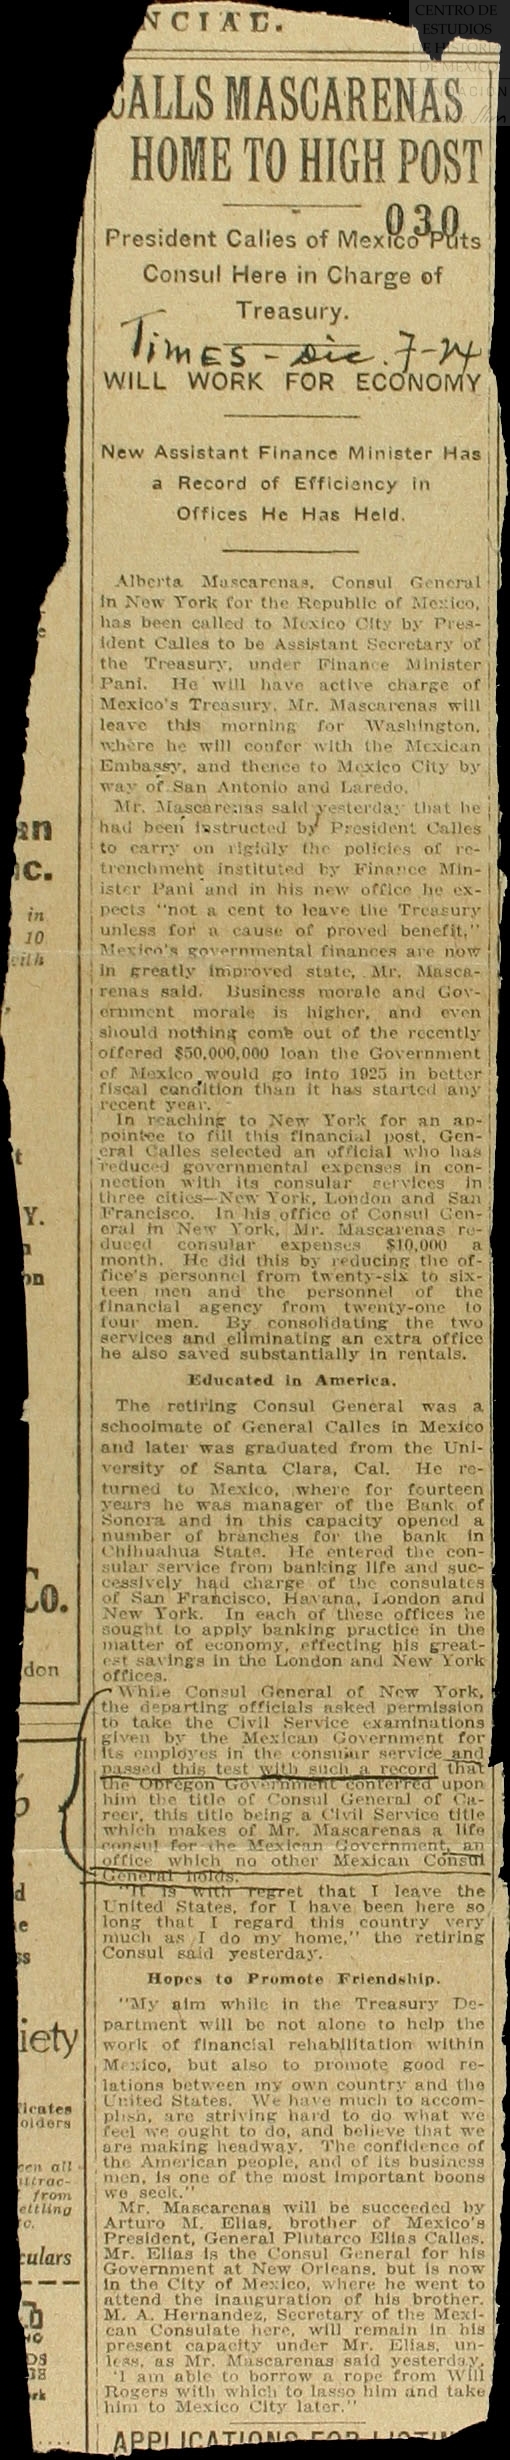 NCIAL.
CENTRO DE
ESTUDIOS
DE HISTORIA
DE MEXICO
CALLS MASCARENAS
HOME TO HIGH POST
030
President Calles of Mexico Puts
Consul Here in Charge of
Treasury.
Times - Dic. 7-24
WILL WORK FOR ECONOMY
New Assistant Finance Minister Has
a Record of Efficiency in
Offices He Has Held.
Alberta Mascarenas, Consul General
in New York for the Republic of Mexico,
has been called to Mexico City by Pres-
ident Calles to be Assistant Secretary of
the Treasury, under Finance Minister
Pani. He will have active charge of
Mexico's Treasury. Mr. Mascarenas will
leave this morning for Washington,
where he will confer with the Mexican
Embassy, and thence to Mexico City by
way of San Antonio and Laredo.
Mr. Mascarenas said yesterday that he
had been instructed by President Calles
to carry on rigidly the policies of re-
trenchment instituted by Finance Min-
ister Pani and in his new office he ex-
pects "not a cent to leave the Treasury
unless for a cause of proved benefit."
Mexico's governmental finances are now
in greatly improved state, Mr. Masca-
renas said. Business morale and Gov-
ernment morale is higher, and even
should nothing come out of the recently
offered $50,000,000 loan the Government
of Mexico would go into 1925 in better
fiscal condition than it has started any
recent year.
In reaching to New York for an ap-
pointee to fill this financial post, Gen-
eral Calles selected an official who has
reduced governmental expenses in con-
nection with its consular services in
three cities—New York, London and San
Francisco. In his office of Consul Gen-
eral in New York, Mr. Mascarenas re-
duced consular expenses $10,000 a
month. He did this by reducing the of-
fice's personnel from twenty-six to six-
teen men and the personnel of the
financial agency from twenty-one to
four men. By consolidating the two
services and eliminating an extra office
he also saved substantially in rentals.
Educated in America.
The retiring Consul General was a
schoolmate of General Calles in Mexico
and later was graduated from the Uni-
versity of Santa Clara, Cal. He re-
turned to Mexico, where for fourteen
years he was manager of the Bank of
Sonora and in this capacity opened a
number of branches for the bank in
Chihuahua State. He entered the con-
sular service from banking life and suc-
cessively had charge of the consulates
of San Francisco, Havana, London and
New York. In each of these offices he
sought to apply banking practice in the
matter of economy, effecting his great-
est savings in the London and New York
offices.
While Consul General of New York,
the departing officials asked permission
to take the Civil Service examinations
given by the Mexican Government for
its employes in the consular service and
passed this test with such a record that
the Obregon Government conferred upon
him the title of Consul General of Ca-
reer, this title being a Civil Service title
which makes of Mr. Mascarenas a life
consul for the Mexican Government, an
office which no other Mexican Consul
General holds.
"It is with regret that I leave the
United States, for I have been here so
long that I regard this country very
much as I do my home," the retiring
Consul said yesterday.
Hopes to Promote Friendship.
"My aim while in the Treasury De-
partment will be not alone to help the
work of financial rehabilitation within
Mexico, but also to promote good re-
lations between my own country and the
United States. We have much to accom-
plish, are striving hard to do what we
feel we ought to do, and believe that we
are making headway. The confidence of
the American people, and of its business
men, is one of the most important boons
we seek."
Mr. Mascarenas will be succeeded by
Arturo M. Elias, brother of Mexico's
President, General Plutarco Elias Calles.
Mr. Elias is the Consul General for his
Government at New Orleans, but is now
in the City of Mexico, where he went to
attend the inauguration of his brother.
M. A. Hernandez, Secretary of the Mexi-
can Consulate here, will remain in his
present capacity under Mr. Elias, un-
less, as Mr. Mascarenas said yesterday,
"I am able to borrow a rope from Will
Rogers with which to lasso him and take
him to Mexico City later."
an
nc.
in
10
with
Y.
on
Co.
don
iety
ficates
olders
een all
ttrac-
from
ettling
culars